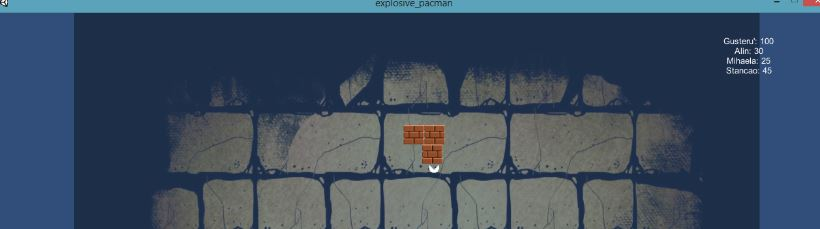 explosive_pacman
Gusteru': 100
Alin: 30
Mihaela: 25
Stancao: 45